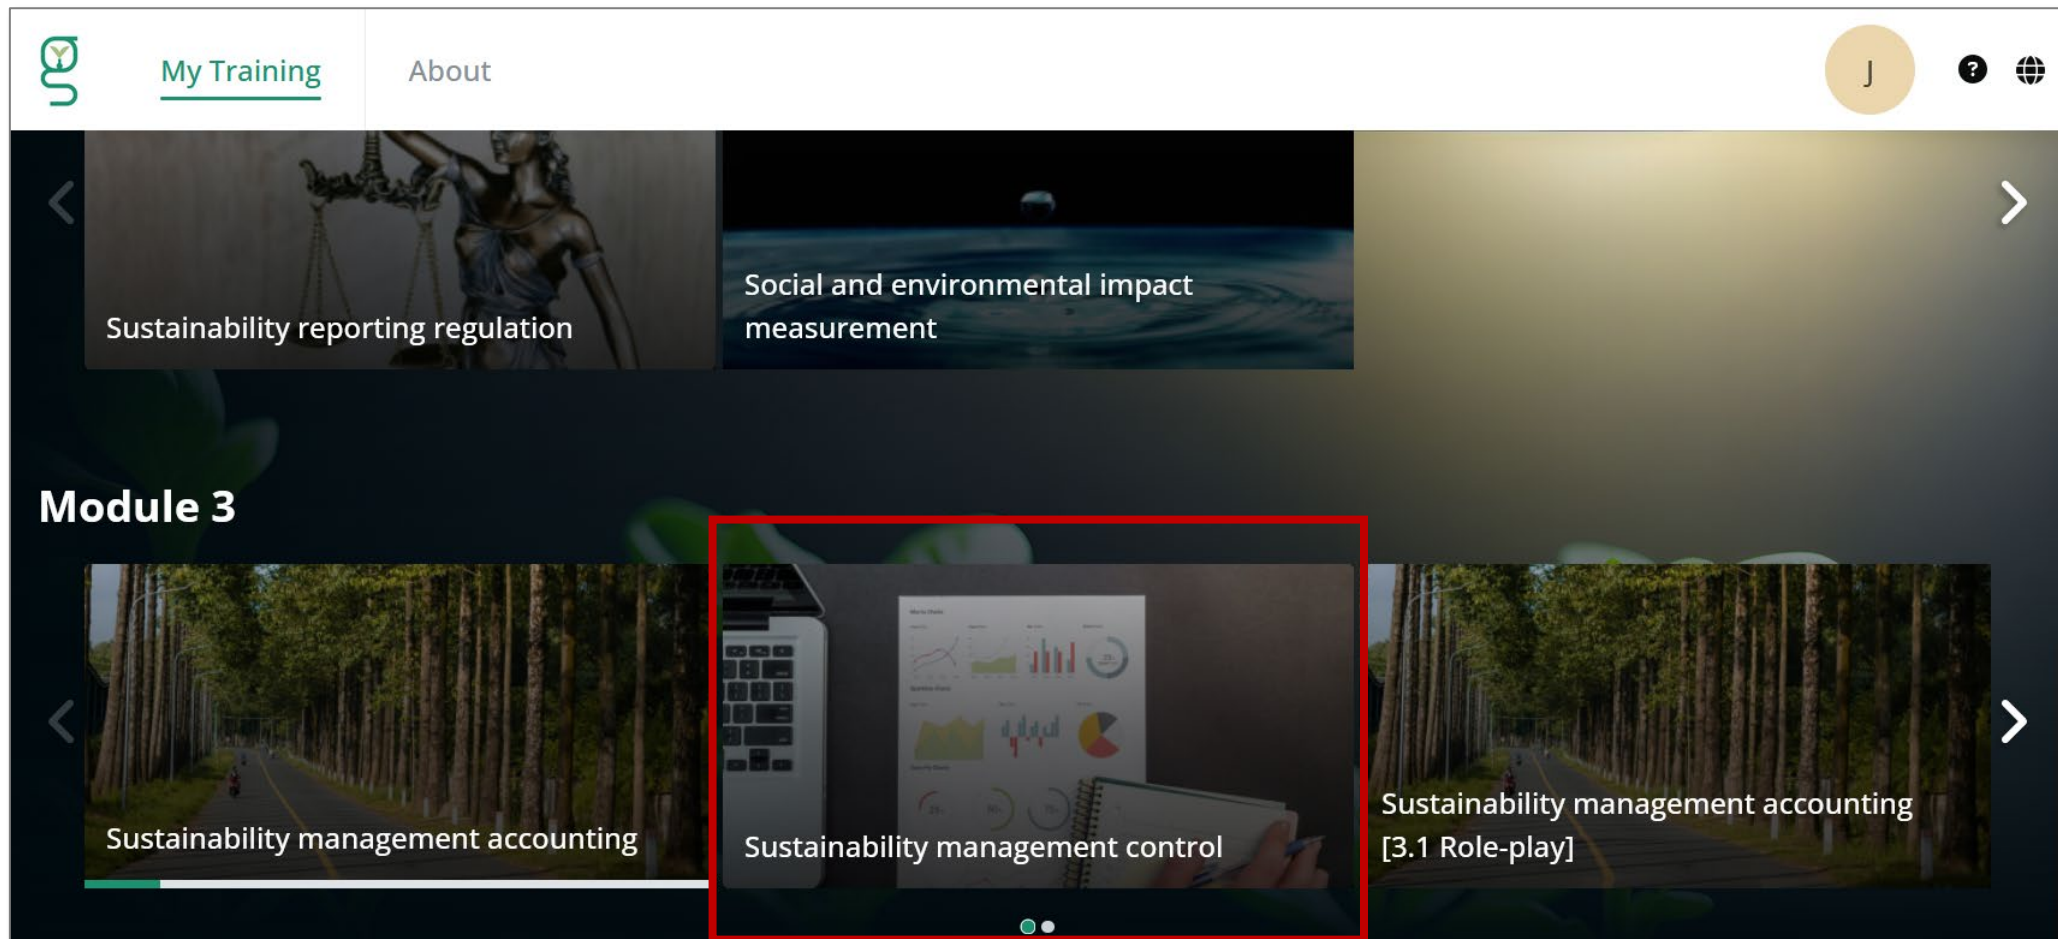 My Training
About
J
?
Sustainability reporting regulation
Social and environmental impact
measurement
Module 3
Sustainability management accounting
Sustainability management control
Sustainability management accounting
[3.1 Role-play]